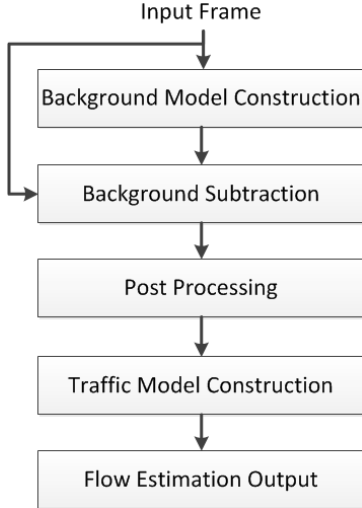 Input Frame
Background Model Construction
Background Subtraction
Post Processing
Traffic Model Construction
Flow Estimation Output